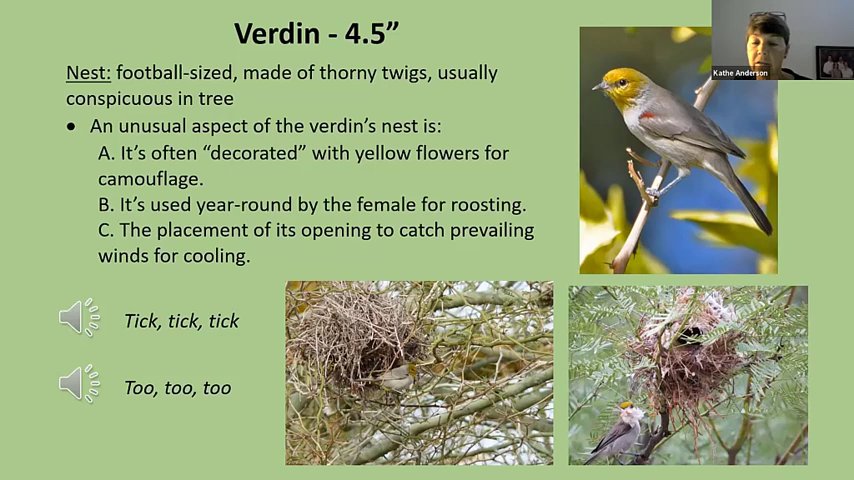 Verdin - 4.5”
Kathe Anderson
Nest: football-sized, made of thorny twigs, usually
conspicuous in tree
• An unusual aspect of the verdin’s nest is:
A. It’s often “decorated” with yellow flowers for
camouflage.
B. It’s used year-round by the female for roosting.
C. The placement of its opening to catch prevailing
winds for cooling.
Tick, tick, tick
Too, too, too